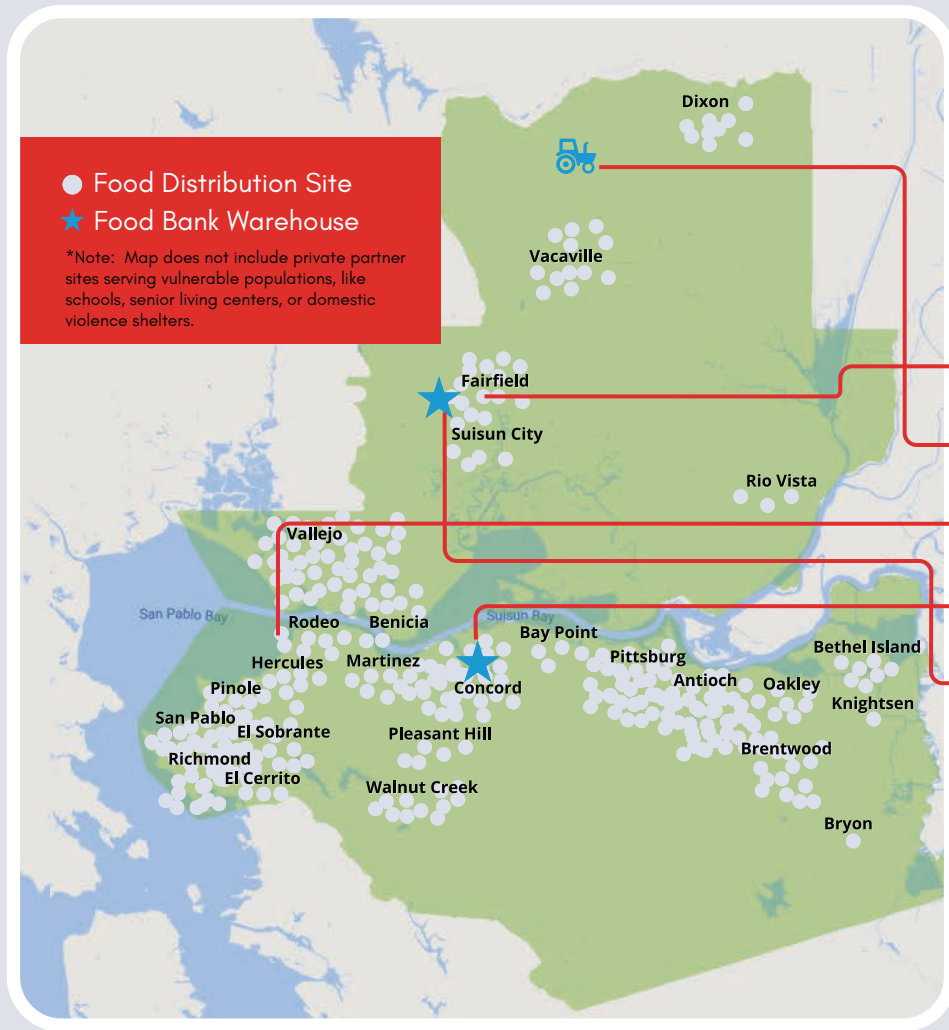 Dixon
Food Distribution Site
Food Bank Warehouse
*Note: Map does not include private partner
sites serving vulnerable populations, like
schools, senior living centers, or domestic
violence shelters.
Vacaville
Fairfield
Suisun City
Rio Vista
Vallejo
San Pablo Bay
Suisun Bay
Rodeo
Benicia
Bay Point
Hercules
Martinez
Pittsburg
Bethel Island
Pinole
Concord
Antioch
Oakley
Knightsen
San Pablo
El Sobrante
Pleasant Hill
Brentwood
Richmond
El Cerrito
Walnut Creek
Bryon